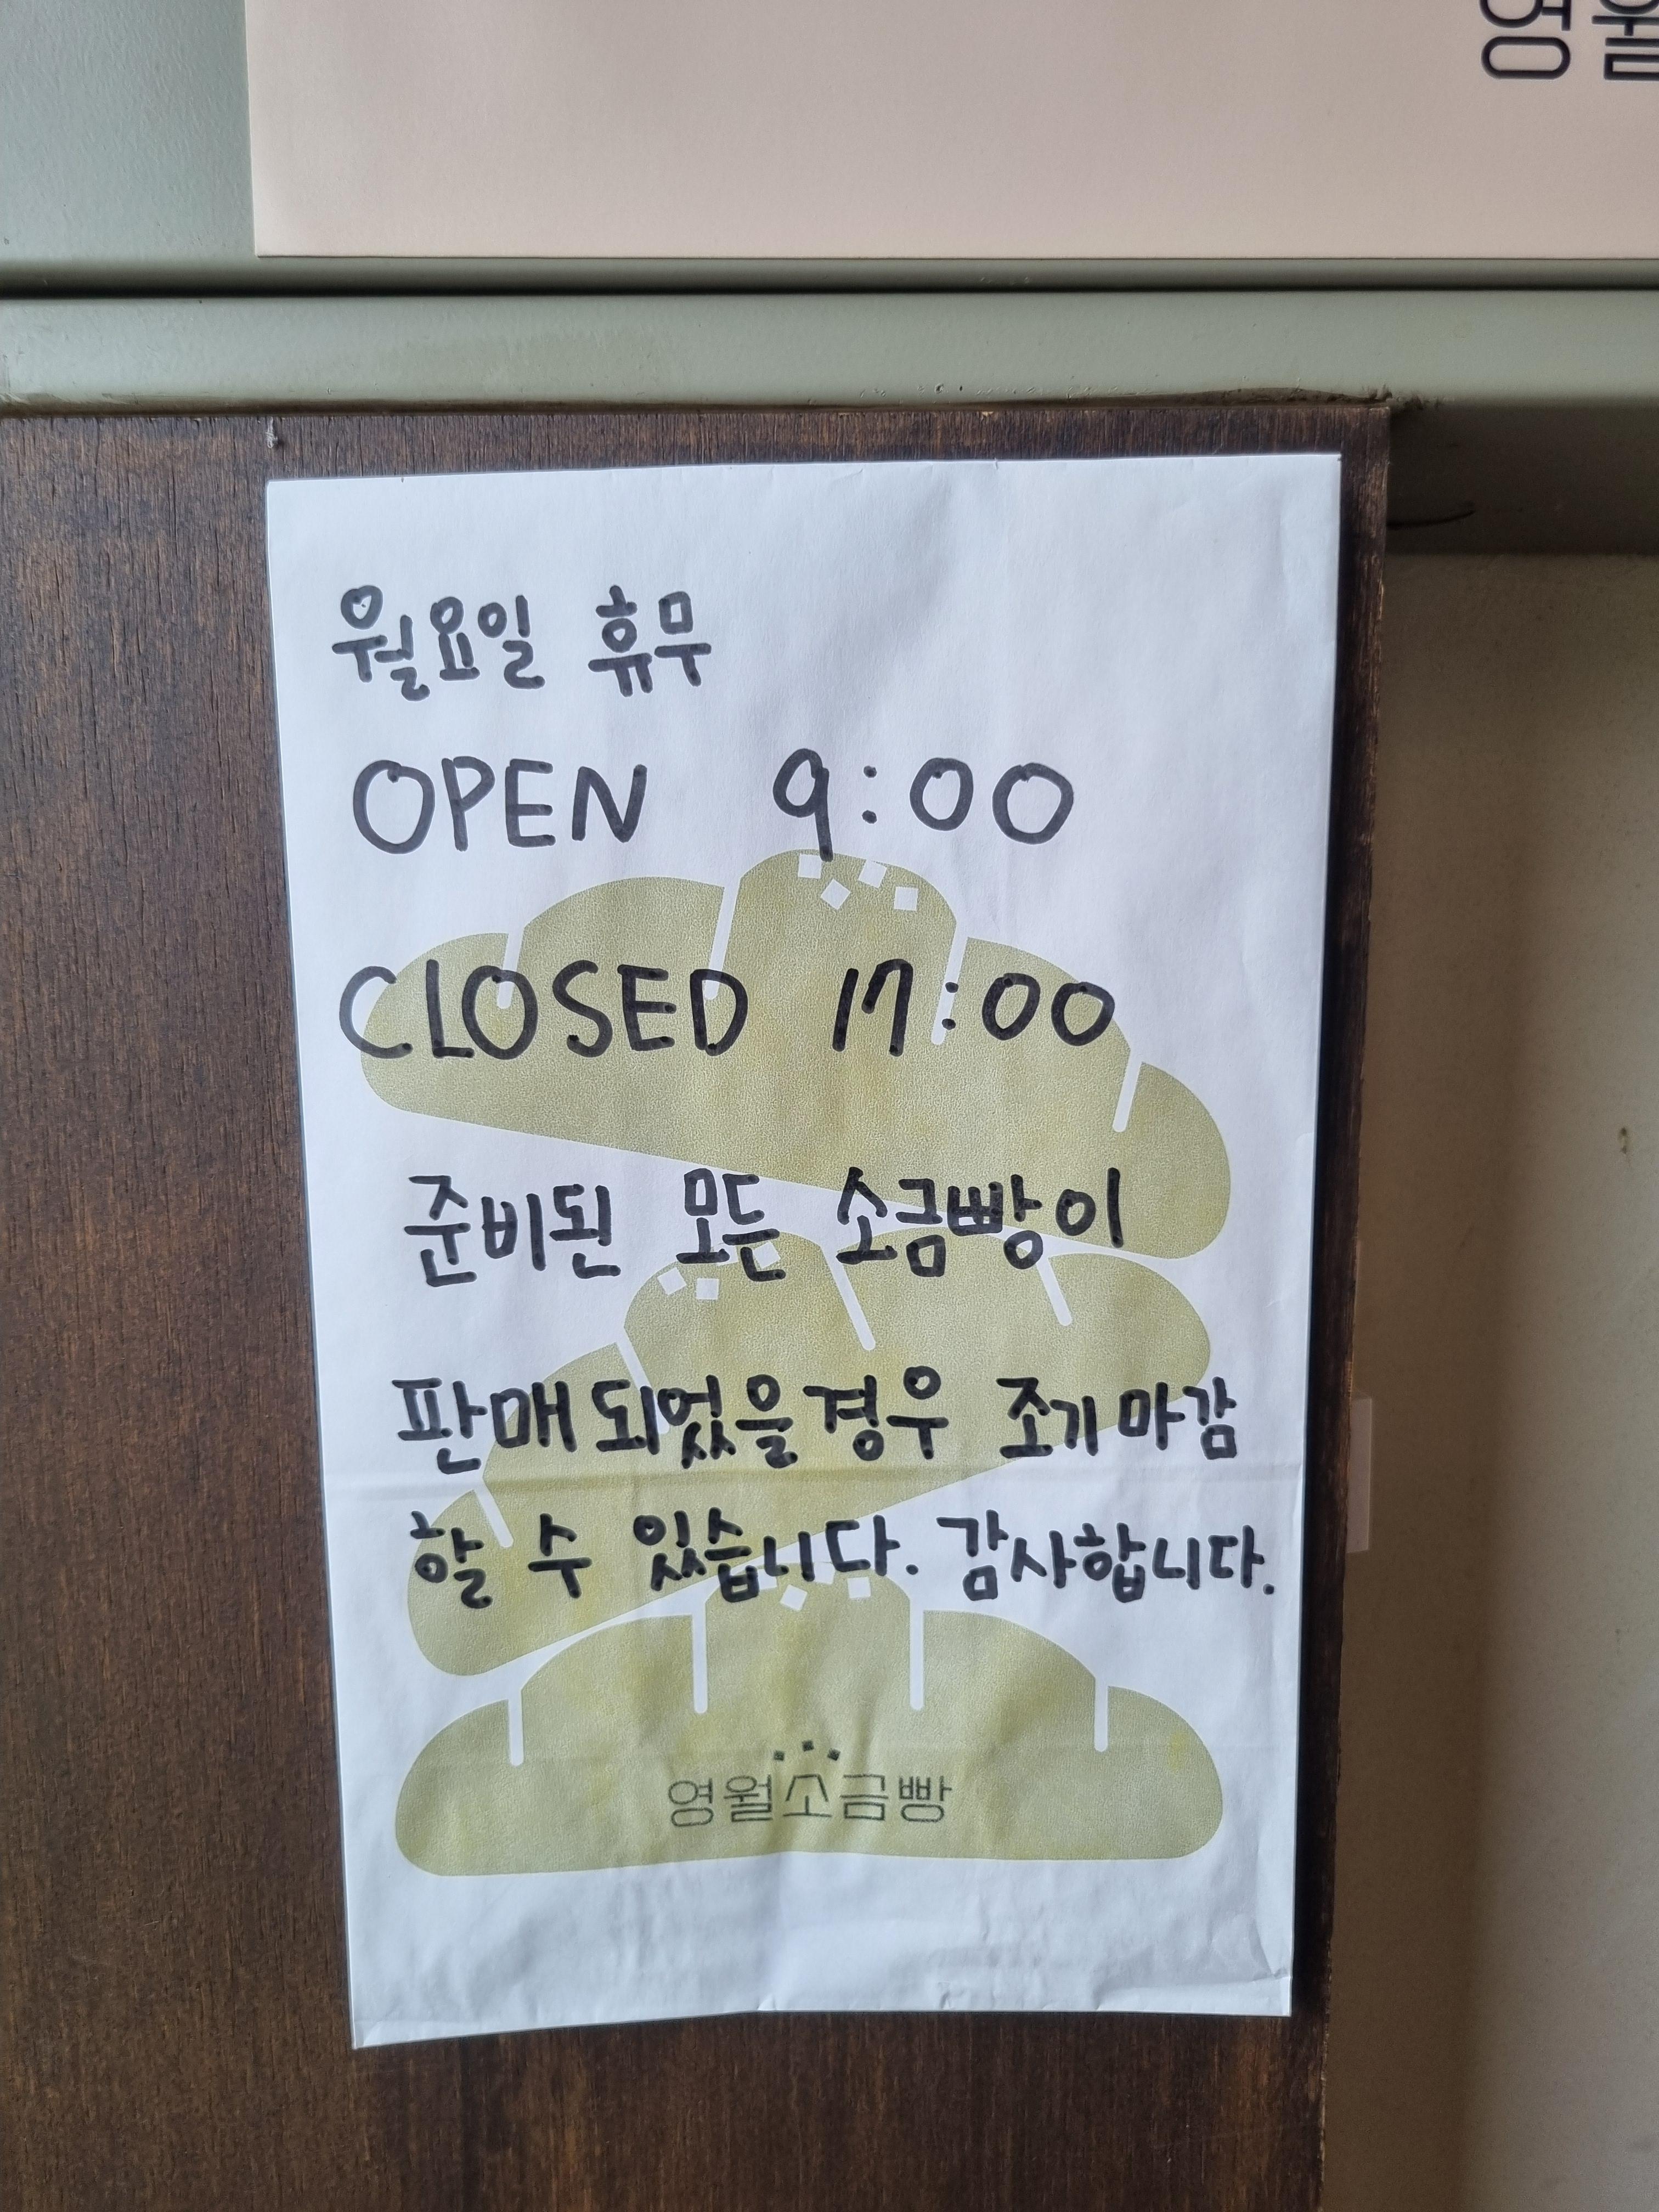 영월
월요일 휴무
OPEN 9:00
CLOSED 17:00
준비된 모든 소금빵이
판매되었을경우 조기마감
할 수 있습니다. 감사합니다.
영월소금빵